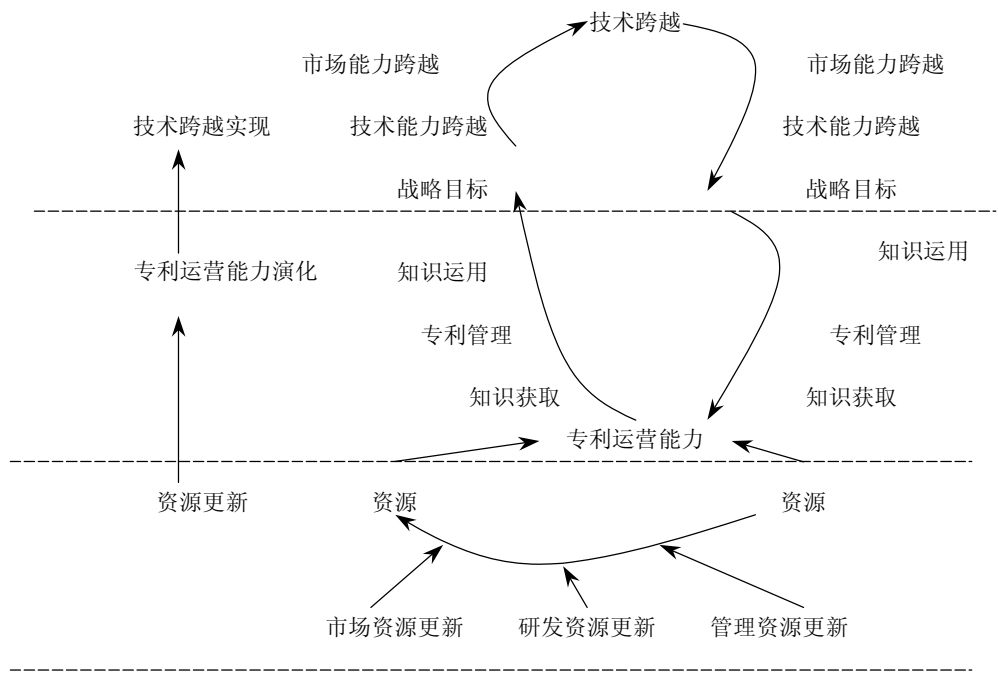 技术跨越
市场能力跨越
市场能力跨越
技术跨越实现
技术能力跨越
技术能力跨越
战略目标
战略目标
知识运用
专利运营能力演化
知识运用
专利管理
专利管理
知识获取
知识获取
专利运营能力
资源更新
资源
资源
市场资源更新
研发资源更新
管理资源更新